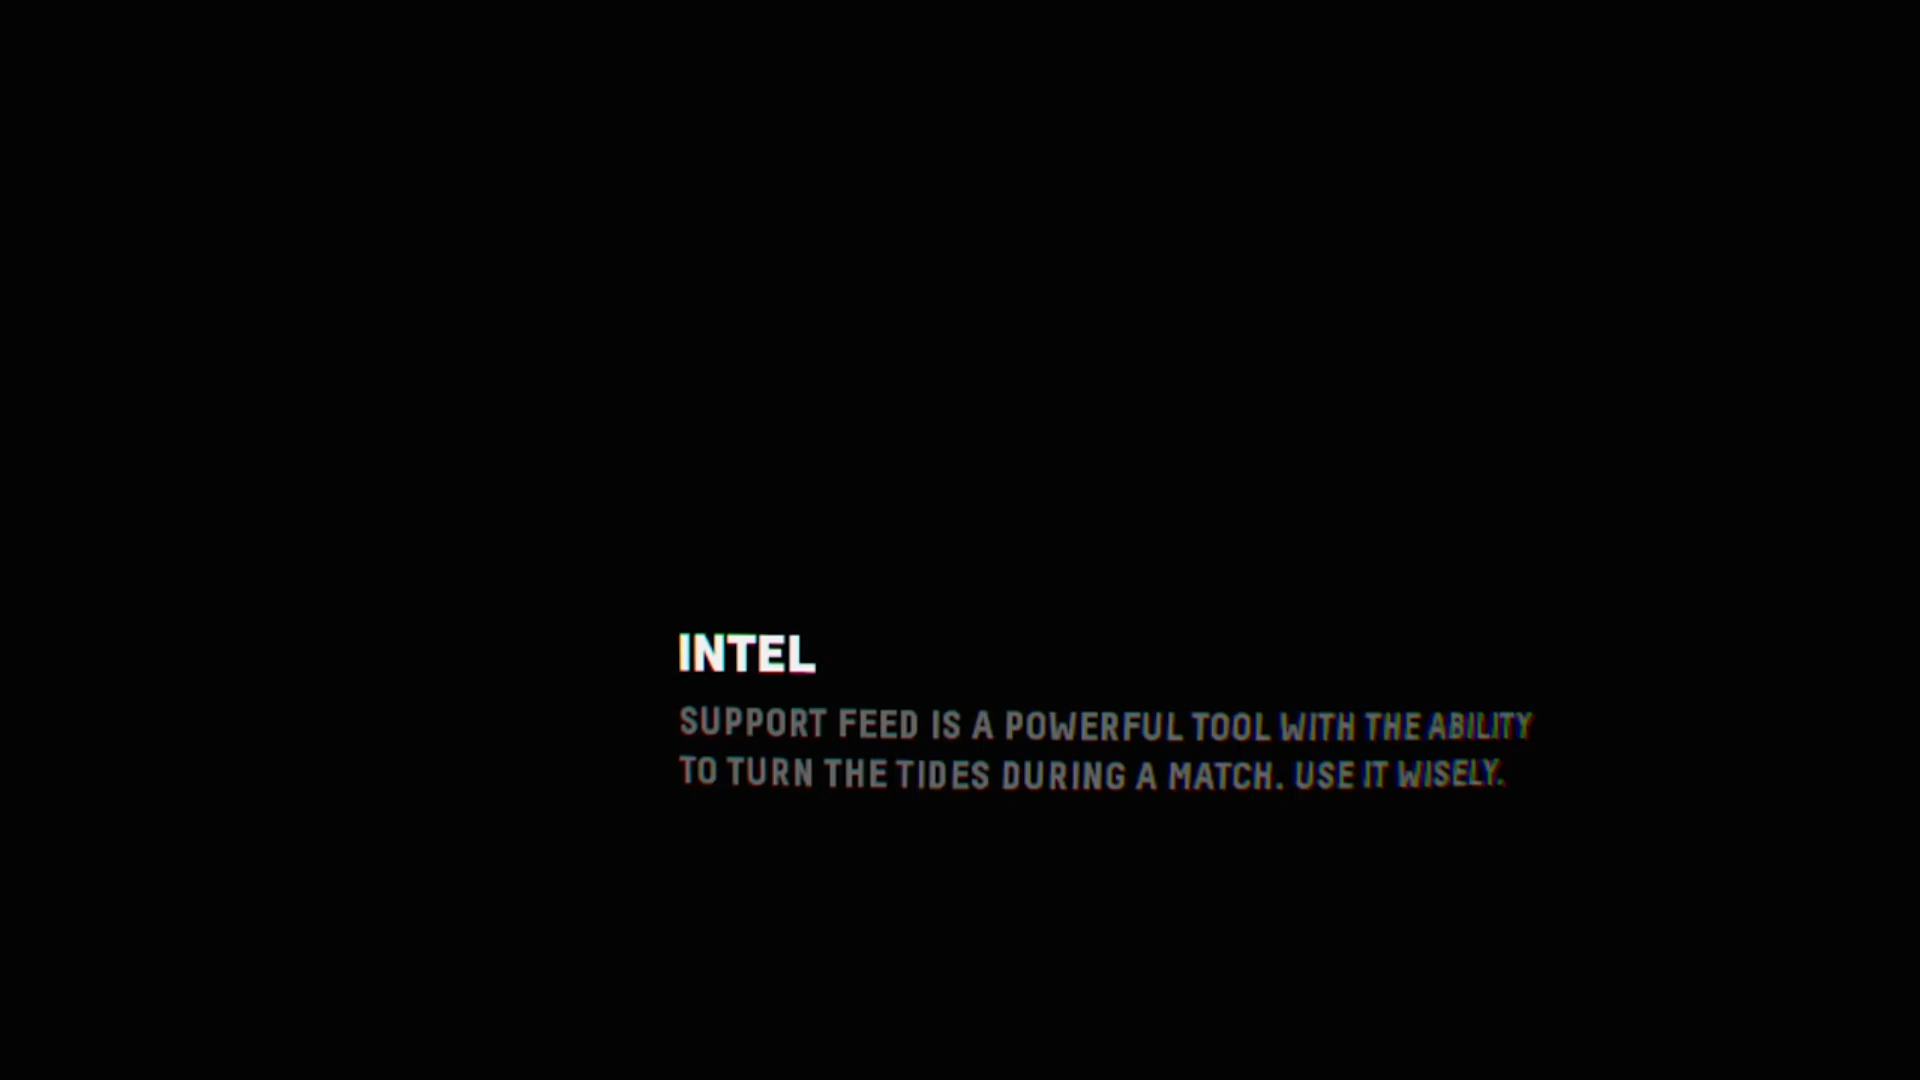 INTEL
SUPPORT FEED IS A POWERFUL TOOL WITH THE ABILITY
TO TURN THE TIDES DURING A MATCH. USE IT WISELY.